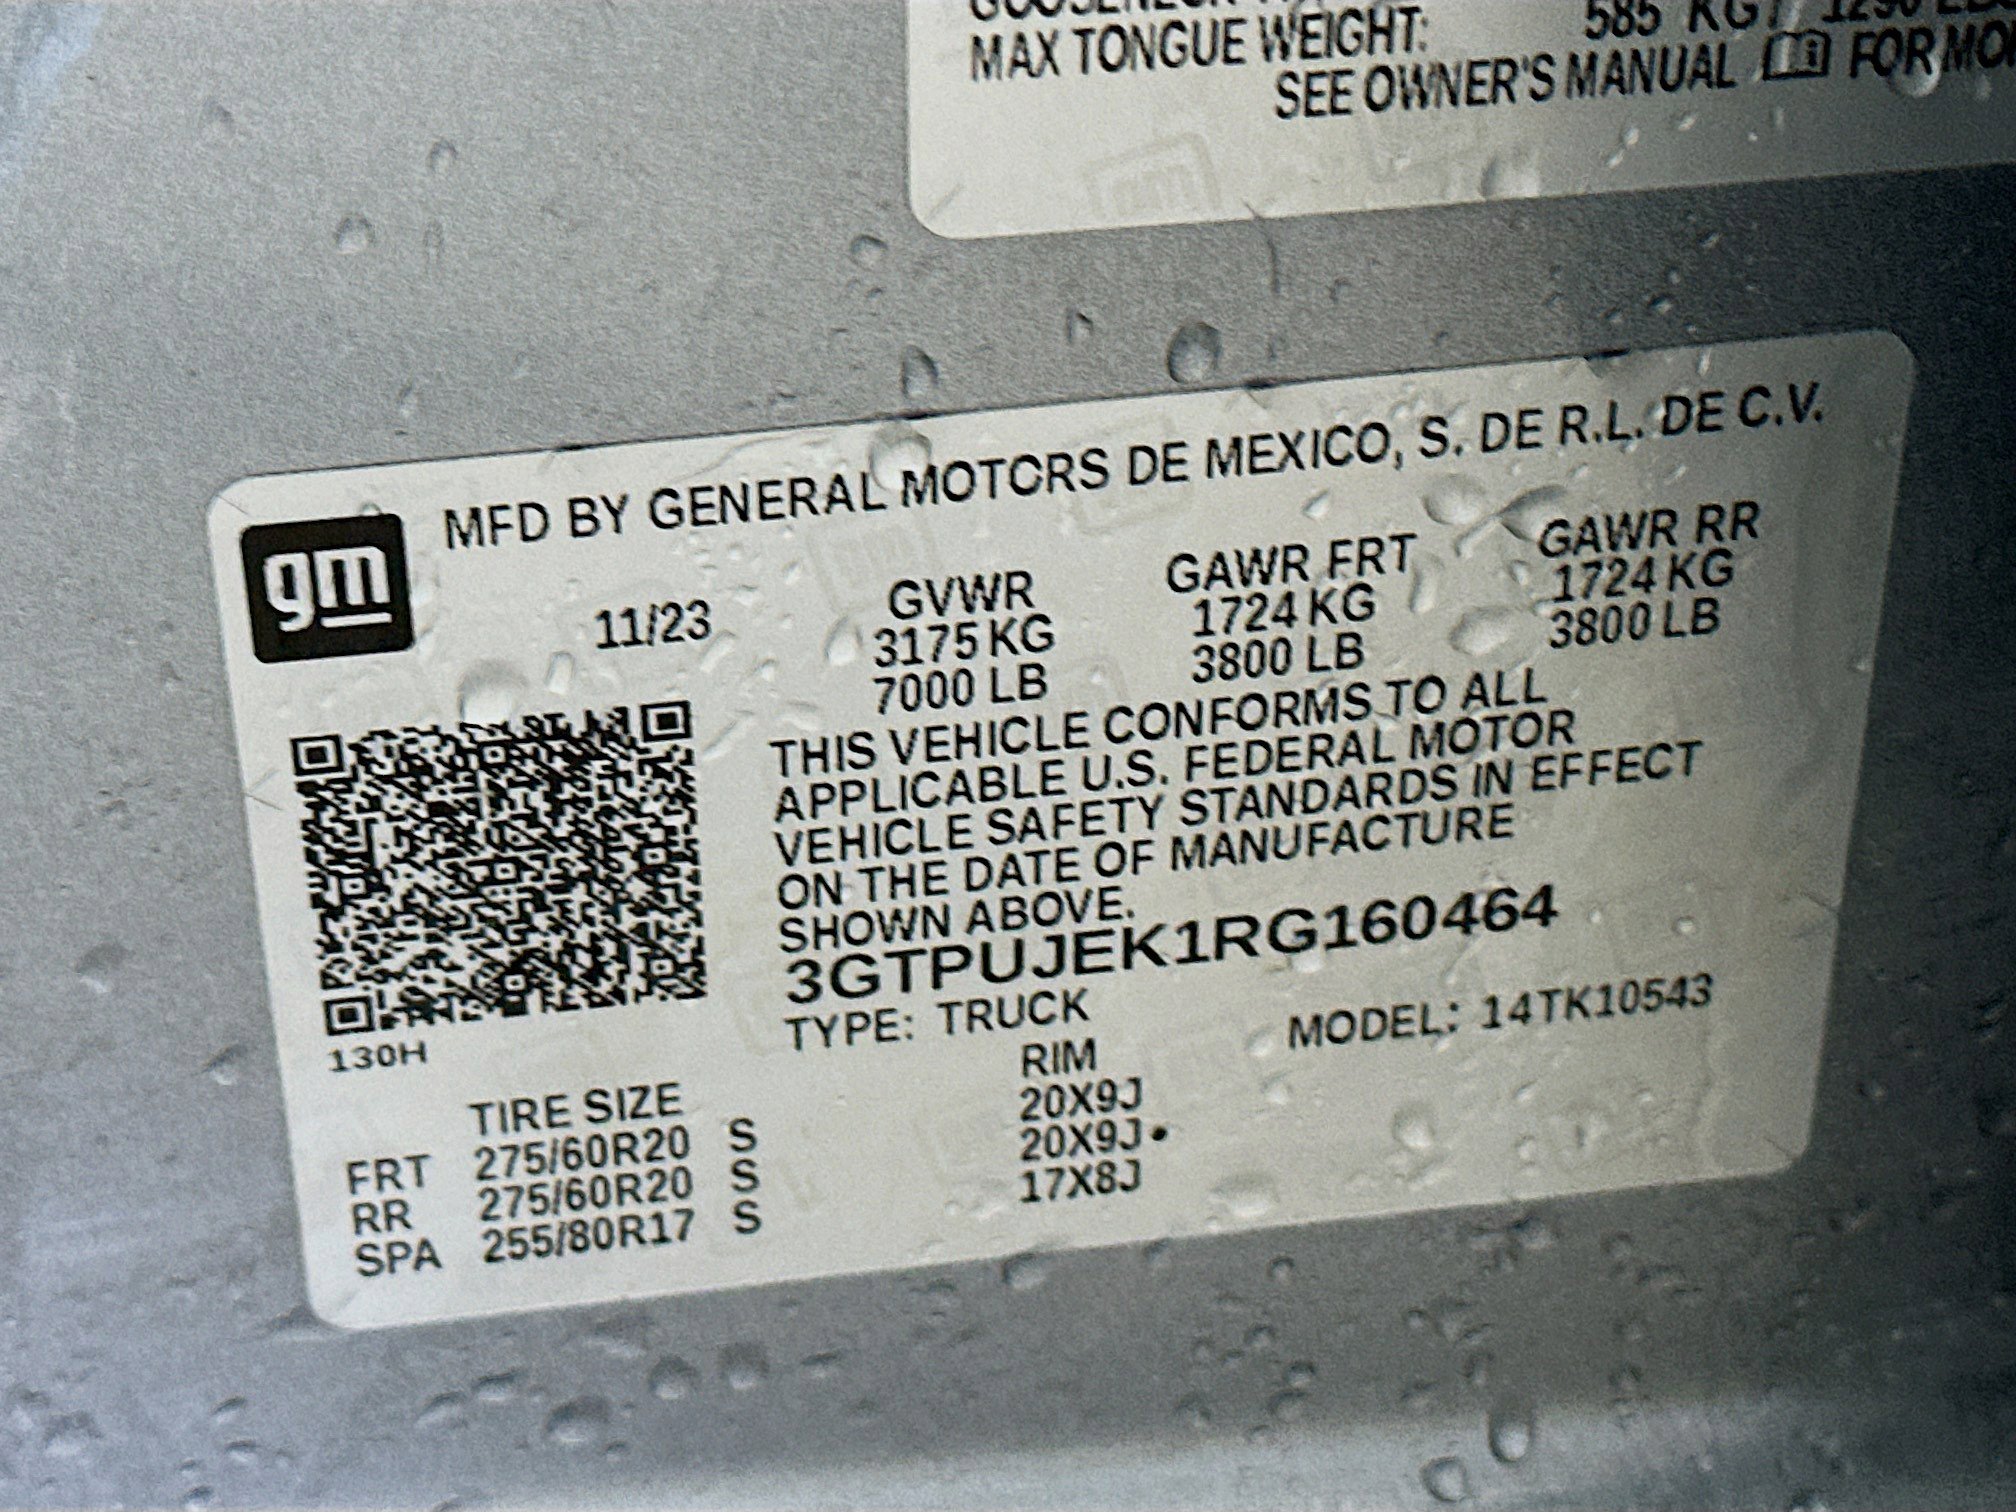 MAX TONGUE WEIGHT: 585 KG
SEE OWNER'S MANUAL FOR
gm
MFD BY GENERAL MOTORS DE MEXICO, S. DE R.L. DE C.V.
11/23 GVWR GAWR FRT GAWR RR
3175 KG 1724 KG 1724 KG
7000 LB 3800 LB 3800 LB
THIS VEHICLE CONFORMS TO ALL
APPLICABLE U.S. FEDERAL MOTOR
VEHICLE SAFETY STANDARDS IN EFFECT
ON THE DATE OF MANUFACTURE
SHOWN ABOVE.
3GTPUJEK1RG160464
TYPE: TRUCK MODEL: 14TK10543
130H
TIRE SIZE RIM
FRT 275/60R20 S 20X9J
RR 275/60R20 S 20X9J•
SPA 255/80R17 S 17X8J